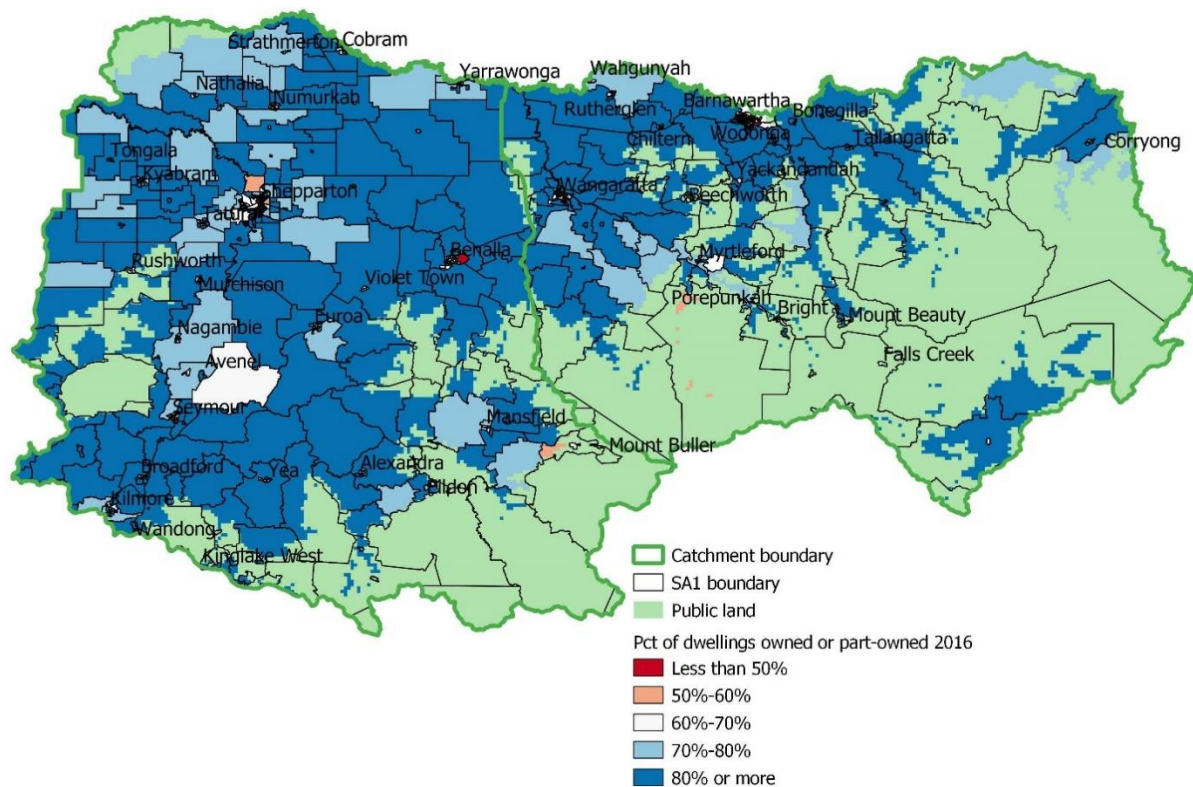 Strathmerton
Cobram
Yarrawonga
Wahgunyah
Nathalia
Numurkah
Rutherglen
Barnawartha
Bonegilla
Chiltern
Wodonga
Tallangatta
Corryong
Tongala
Kyabram
Shepparton
Tatura
Wangaratta
Yackandandah
Beechworth
Rushworth
Murchison
Violet Town
Benalla
Myrtleford
Porepunkah
Bright
Mount Beauty
Nagambie
Euroa
Avenel
Falls Creek
Seymour
Mansfield
Mount Buller
Broadford
Yea
Alexandra
Eildon
Kilmore
Wandong
Kinglake West
Catchment boundary
SA1 boundary
Public land
Pct of dwellings owned or part-owned 2016
Less than 50%
50%-60%
60%-70%
70%-80%
80% or more